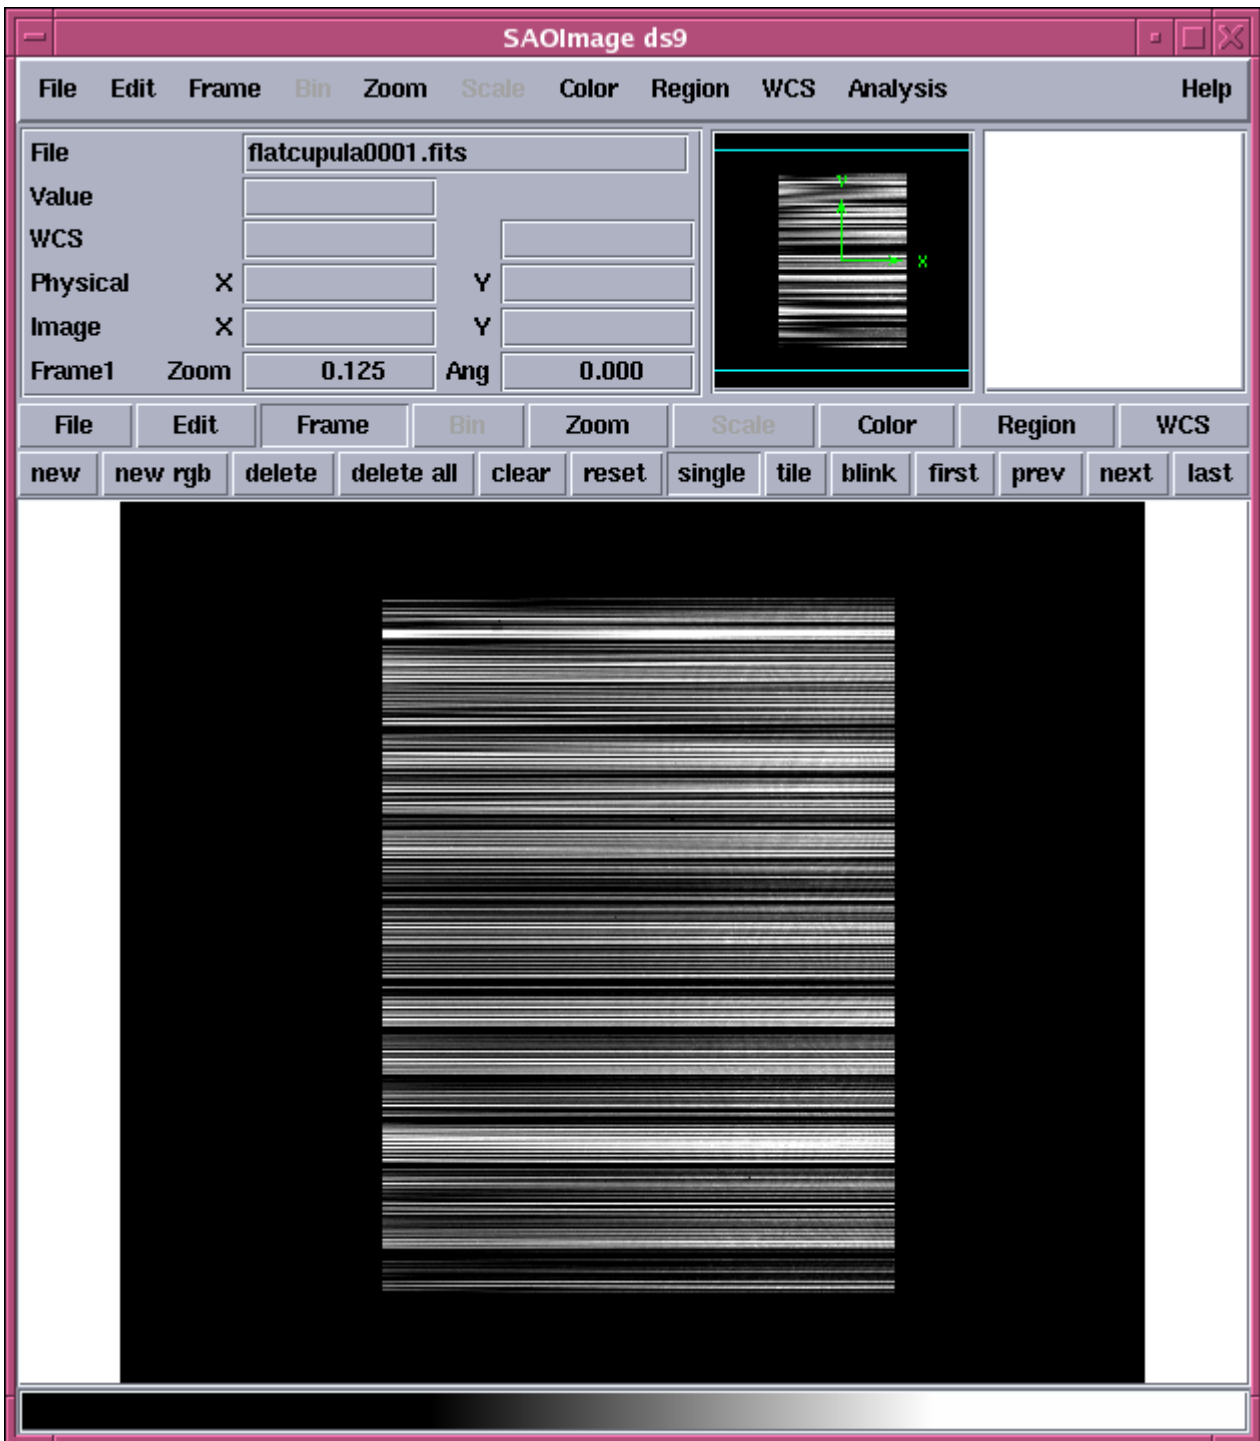 SAOImage ds9
File Edit Frame Bin Zoom Scale Color Region WCS Analysis Help
File flatcupula0001.fits
Value
WCS
Physical X Y
Image X Y
Frame1 Zoom 0.125 Ang 0.000
Y
X
File Edit Frame Bin Zoom Scale Color Region WCS
new new rgb delete delete all clear reset single tile blink first prev next last